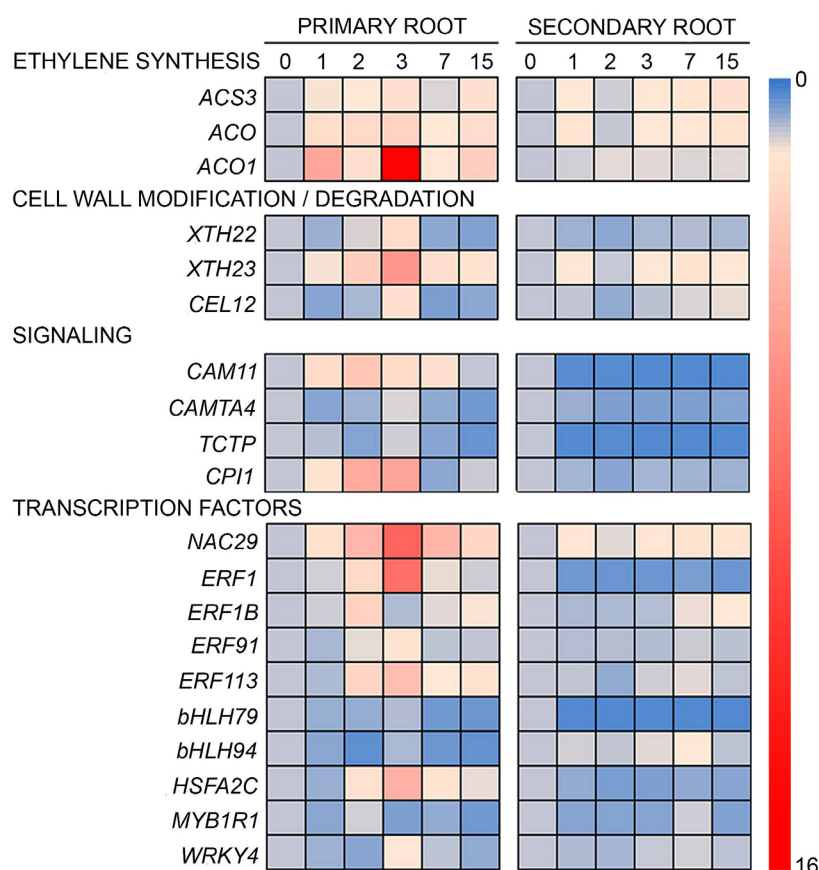 PRIMARY ROOT SECONDARY ROOT
ETHYLENE SYNTHESIS 0 1 2 3 7 15 0 1 2 3 7 15
0
ACS3
ACO
ACO1
CELL WALL MODIFICATION / DEGRADATION
XTH22
XTH23
CEL12
SIGNALING
CAM11
CAMTA4
TCTP
CPI1
TRANSCRIPTION FACTORS
NAC29
ERF1
ERF1B
ERF91
ERF113
bHLH79
bHLH94
HSFA2C
MYB1R1
WRKY4
16